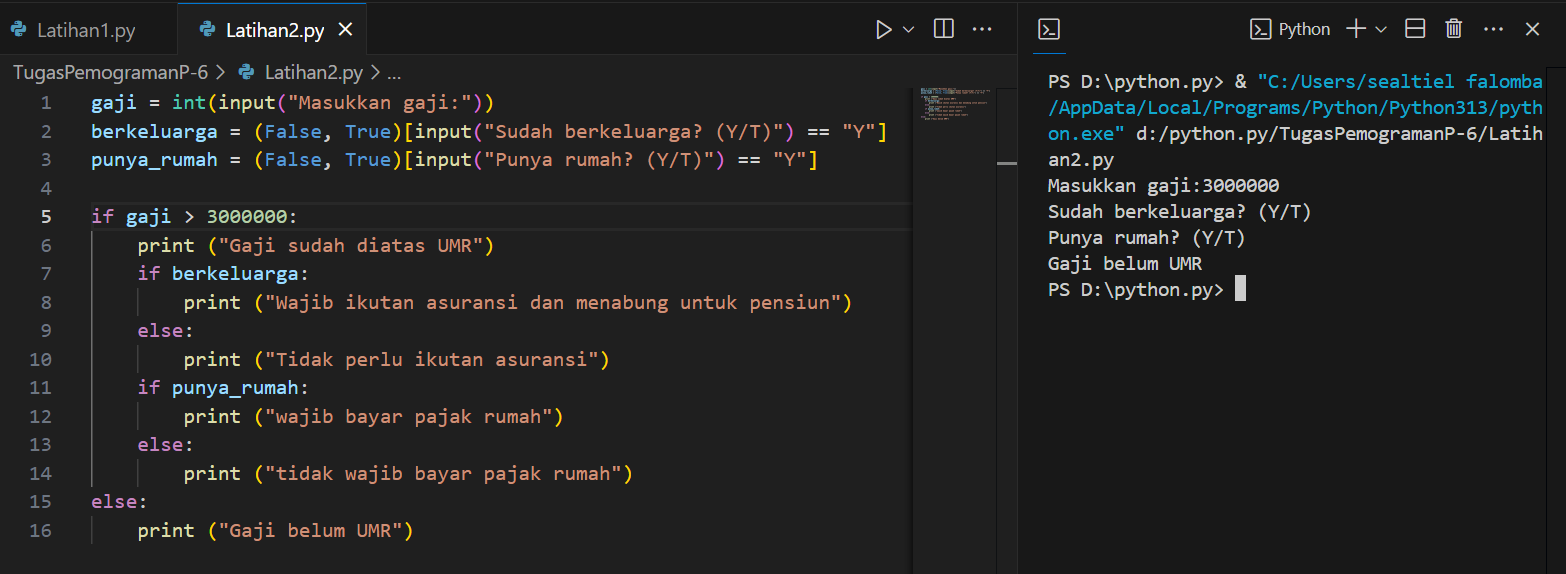 Latihan1.py
Latihan2.py
TugasPemogramanP-6 > Latihan2.py > ...
1 gaji = int(input("Masukkan gaji:"))
2 berkeluarga = (False, True)[input("Sudah berkeluarga? (Y/T)") == "Y"]
3 punya_rumah = (False, True)[input("Punya rumah? (Y/T)") == "Y"]
4
5 if gaji > 3000000:
6     print ("Gaji sudah diatas UMR")
7     if berkeluarga:
8         print ("Wajib ikutan asuransi dan menabung untuk pensiun")
9     else:
10         print ("Tidak perlu ikutan asuransi")
11     if punya_rumah:
12         print ("wajib bayar pajak rumah")
13     else:
14         print ("tidak wajib bayar pajak rumah")
15 else:
16     print ("Gaji belum UMR")
Python
PS D:\python.py> & "C:/Users/sealtiel falomba
/AppData/Local/Programs/Python/Python313/pyth
on.exe" d:/python.py/TugasPemogramanP-6/Latih
an2.py
Masukkan gaji:3000000
Sudah berkeluarga? (Y/T)
Punya rumah? (Y/T)
Gaji belum UMR
PS D:\python.py>